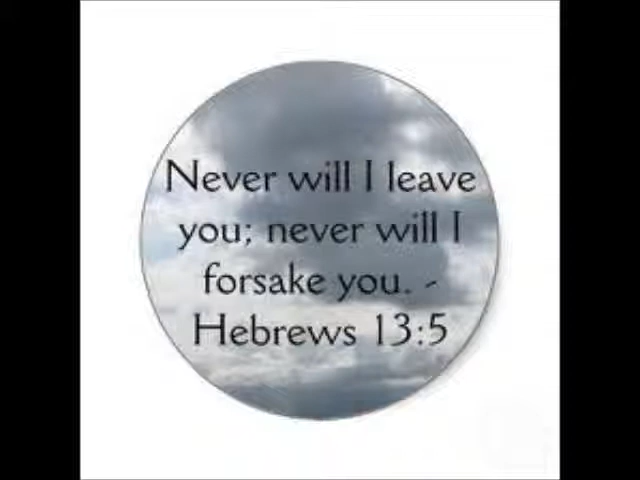 Never will I leave
you; never will I
forsake you. -
Hebrews 13:5